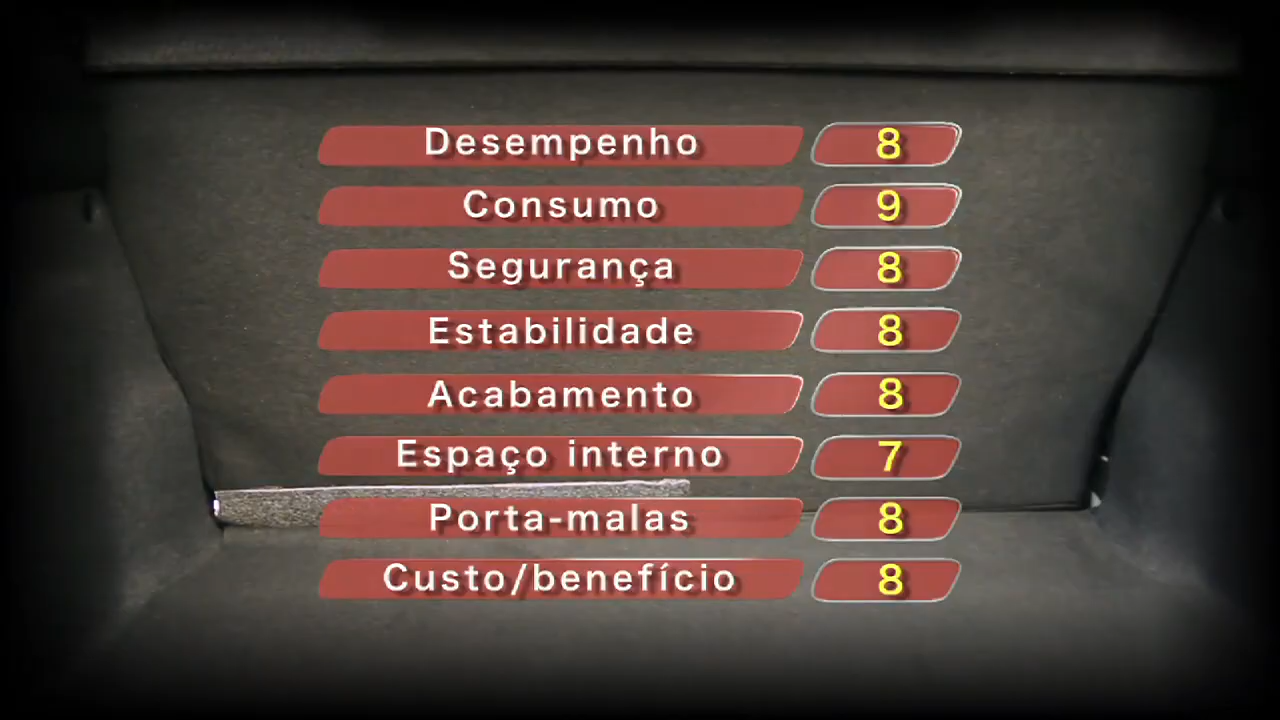 Desempenho 8
Consumo 9
Segurança 8
Estabilidade 8
Acabamento 8
Espaço interno 7
Porta-malas 8
Custo/benefício 8